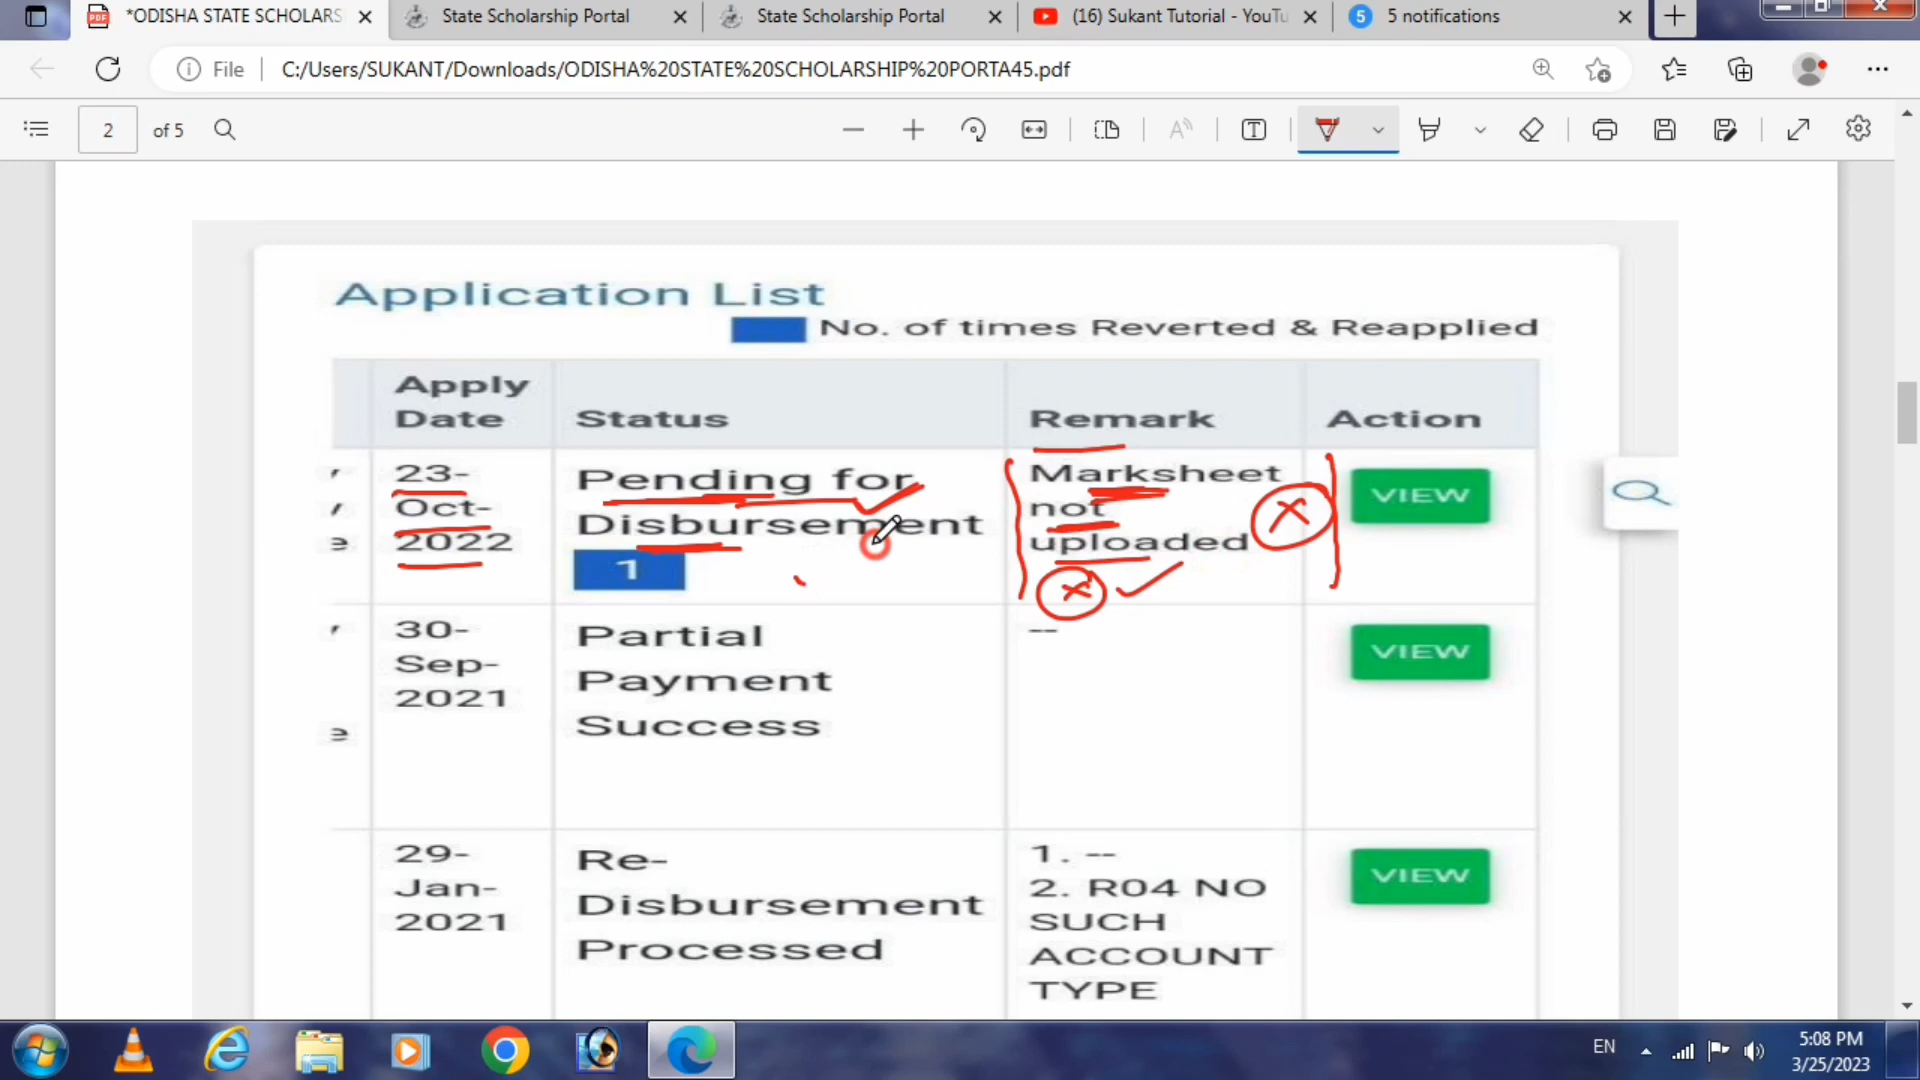 *ODISHA STATE SCHOLARS
State Scholarship Portal
State Scholarship Portal
(16) Sukant Tutorial - YouTu
5
5 notifications
File
C:/Users/SUKANT/Downloads/ODISHA%20STATE%20SCHOLARSHIP%20PORTA45.pdf
2
of 5
Application List
No. of times Reverted & Reapplied
Apply
Date
Status
Remark
Action
23-
Oct-
2022
Pending for
Disbursement
1
Marksheet
not
uploaded
VIEW
30-
Sep-
2021
Partial
Payment
Success
--
VIEW
29-
Jan-
2021
Re-
Disbursement
Processed
1. --
2. R04 NO
SUCH
ACCOUNT
TYPE
VIEW
EN
5:08 PM
3/25/2023